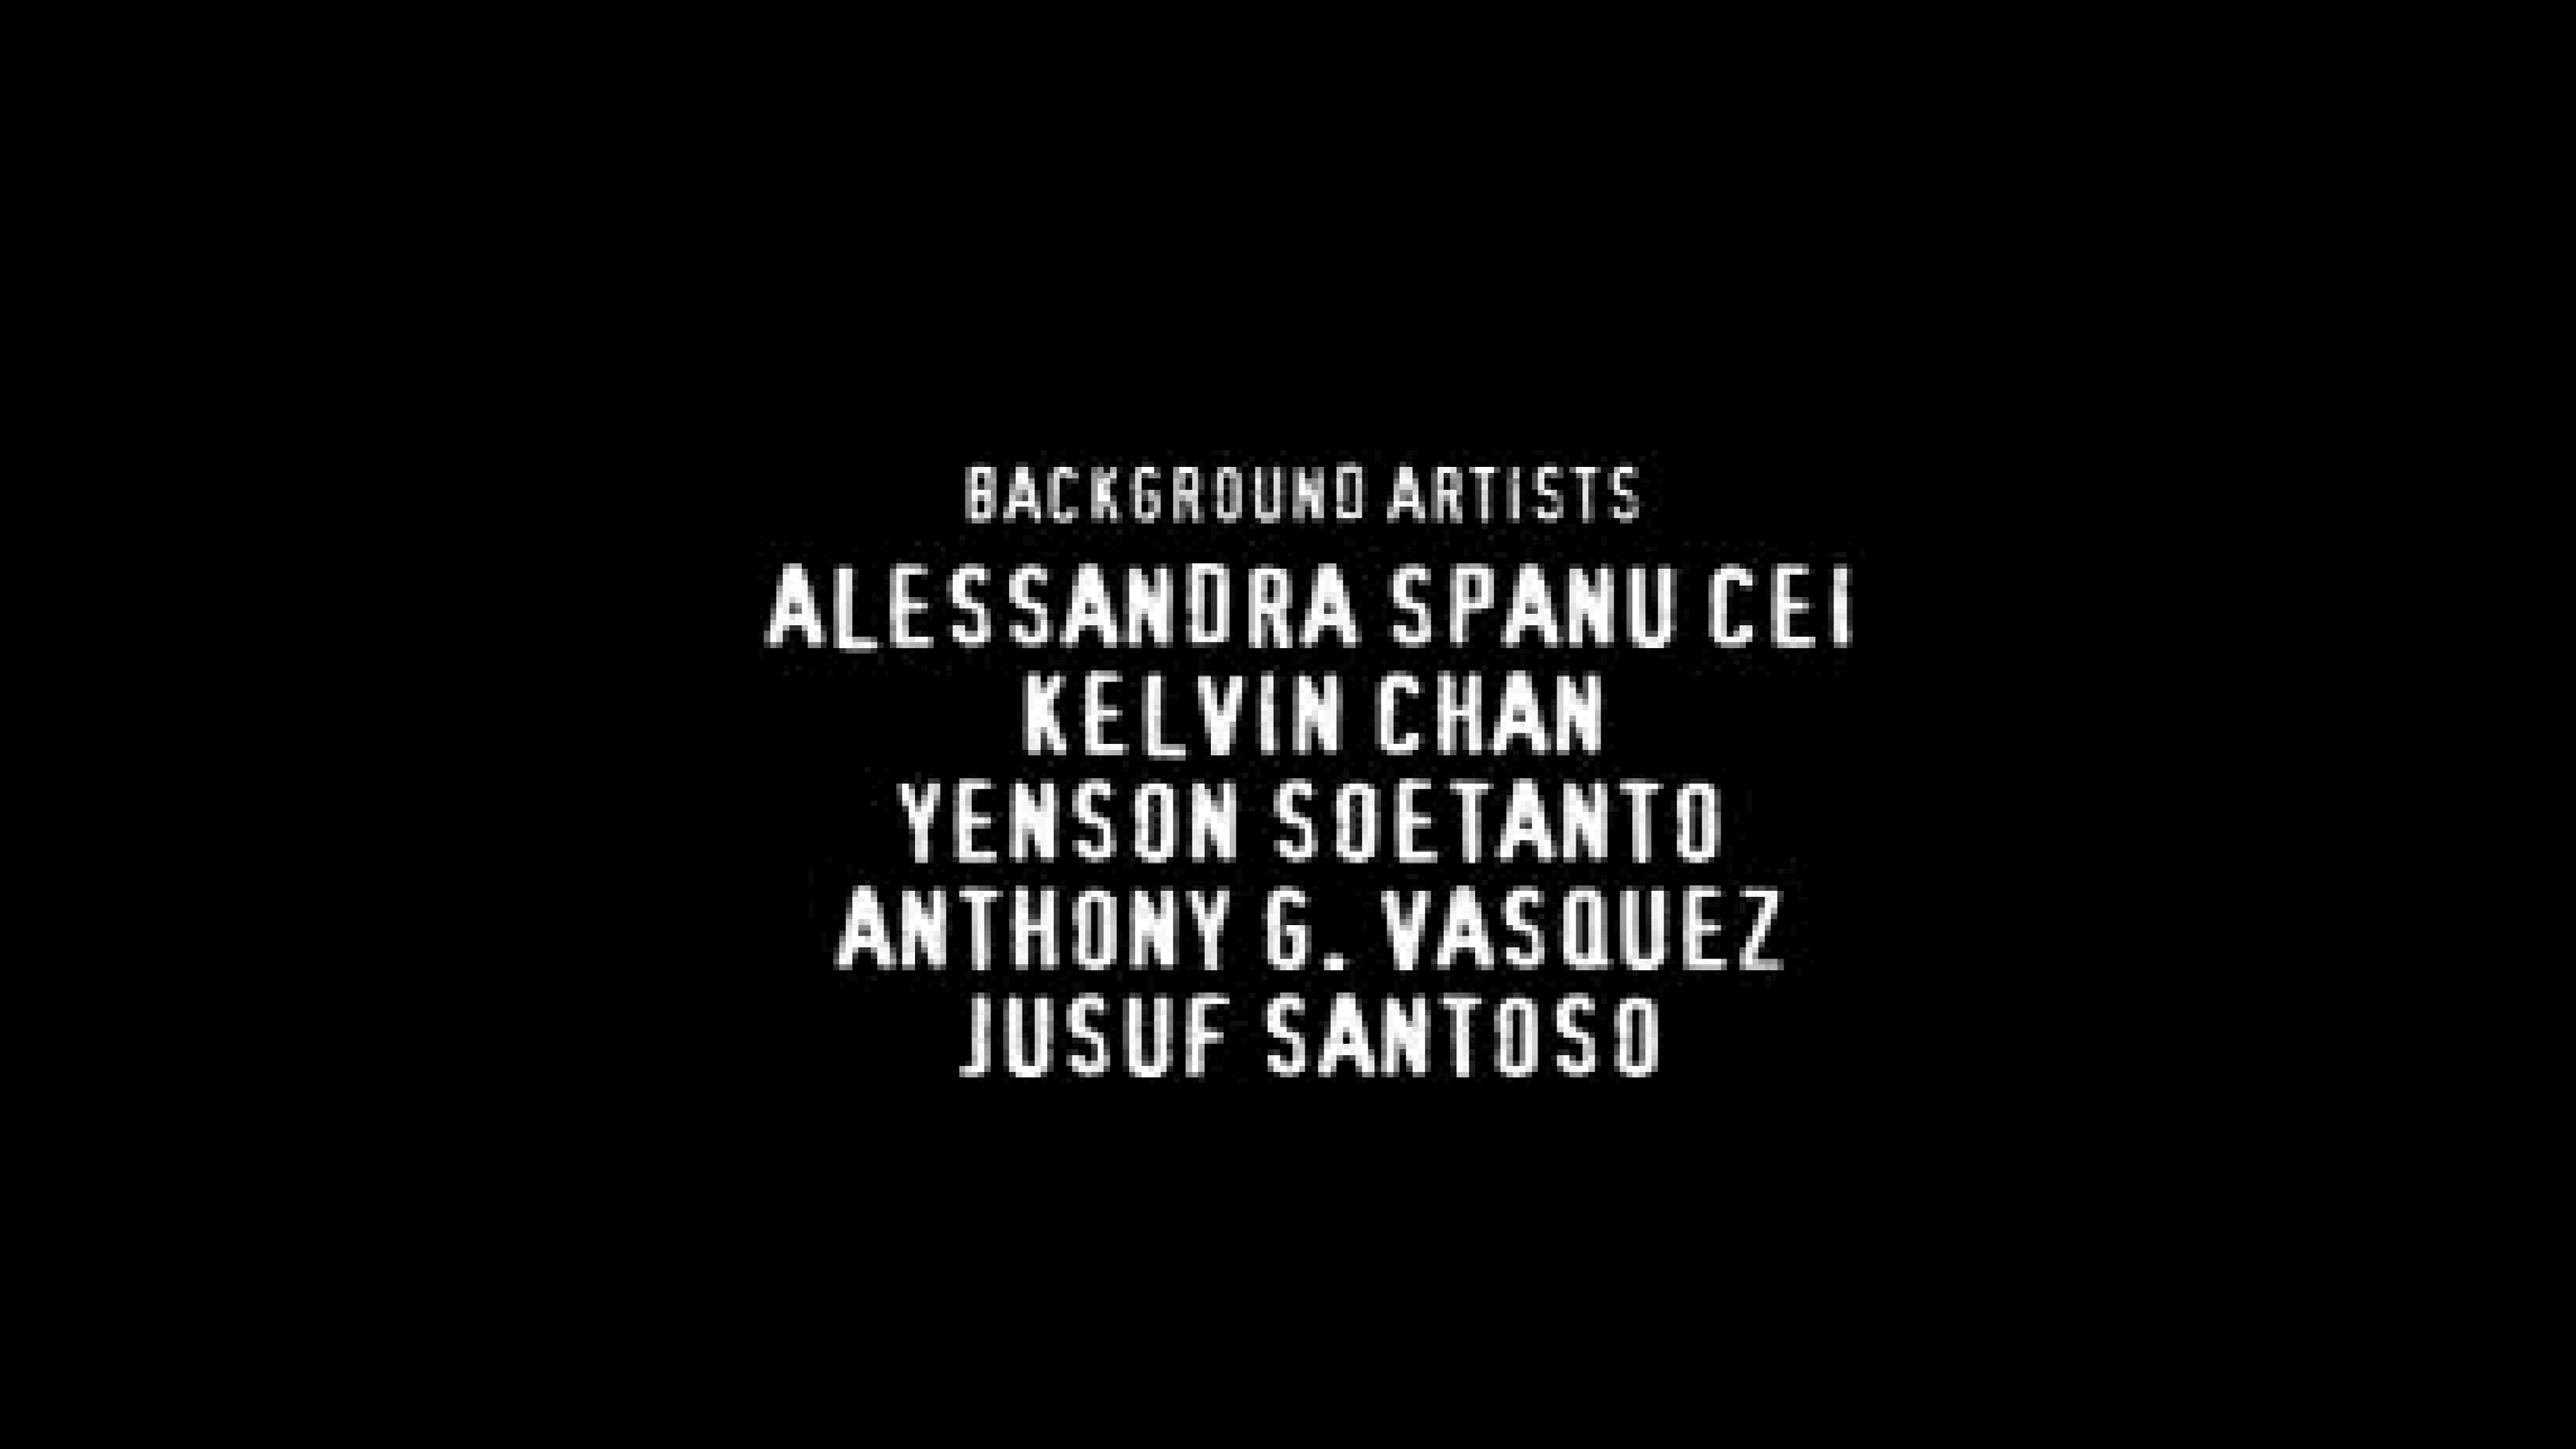 BACKGROUND ARTISTS
ALESSANDRA SPANU CEI
KELVIN CHAN
YENSON SOETANTO
ANTHONY G. VASQUEZ
JUSUF SANTOSO